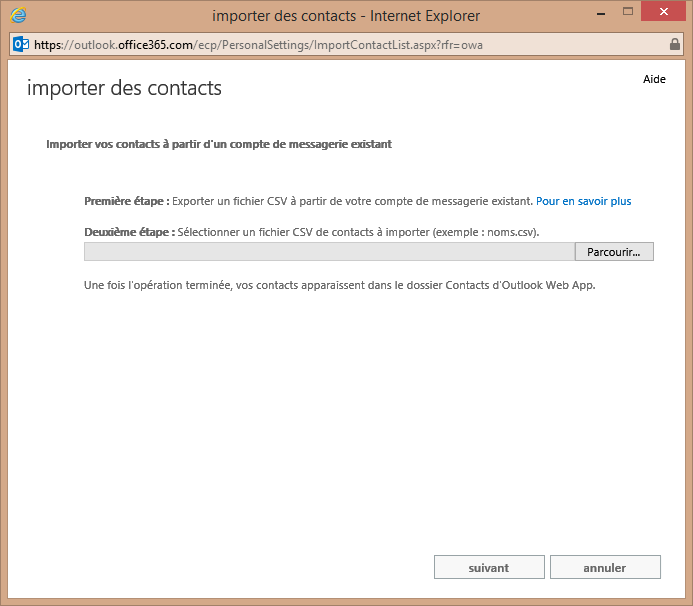 importer des contacts - Internet Explorer
https://outlook.office365.com/ecp/PersonalSettings/ImportContactList.aspx?rfr=owa
Aide
importer des contacts
Importer vos contacts à partir d'un compte de messagerie existant
Première étape : Exporter un fichier CSV à partir de votre compte de messagerie existant. Pour en savoir plus
Deuxième étape : Sélectionner un fichier CSV de contacts à importer (exemple : noms.csv).
Parcourir...
Une fois l'opération terminée, vos contacts apparaissent dans le dossier Contacts d'Outlook Web App.
suivant annuler